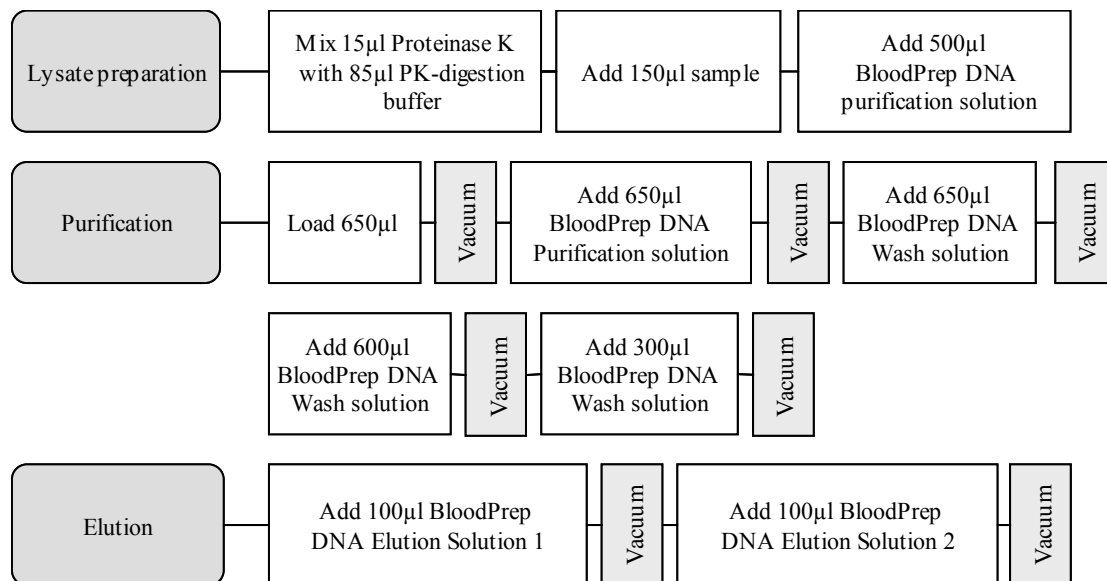 Lysate preparation
Mix 15µl Proteinase K
with 85µl PK-digestion
buffer
Add 150µl sample
Add 500µl
BloodPrep DNA
purification solution
Purification
Load 650µl
Vacuum
Add 650µl
BloodPrep DNA
Purification solution
Vacuum
Add 650µl
BloodPrep DNA
Wash solution
Vacuum
Add 600µl
BloodPrep DNA
Wash solution
Vacuum
Add 300µl
BloodPrep DNA
Wash solution
Vacuum
Elution
Add 100µl BloodPrep
DNA Elution Solution 1
Vacuum
Add 100µl BloodPrep
DNA Elution Solution 2
Vacuum